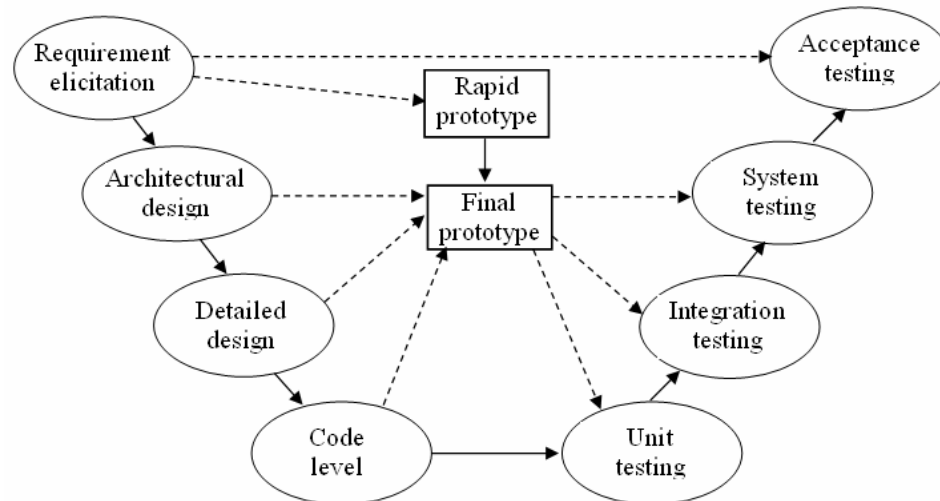 Requirement
elicitation
Acceptance
testing
Rapid
prototype
Architectural
design
Final
prototype
System
testing
Detailed
design
Integration
testing
Code
level
Unit
testing